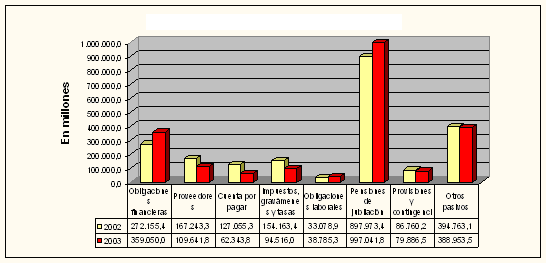 1.000.000,0
900.000,0
800.000,0
700.000,0
600.000,0
500.000,0
400.000,0
300.000,0
200.000,0
100.000,0
0,0
En millones
Obligaciones financieras Proveedores Cuenta por pagar Impuestos, gravámenes y tasas Obligaciones laborales Pensiones de jubilación Provisiones y contingenci Otros pasivos
2002 272.155,4 167.243,3 127.055,3 154.163,4 33.078,9 897.973,4 86.760,2 394.763,1
2003 359.050,0 109.641,8 62.343,8 94.516,0 38.785,3 997.041,8 79.886,5 388.953,5